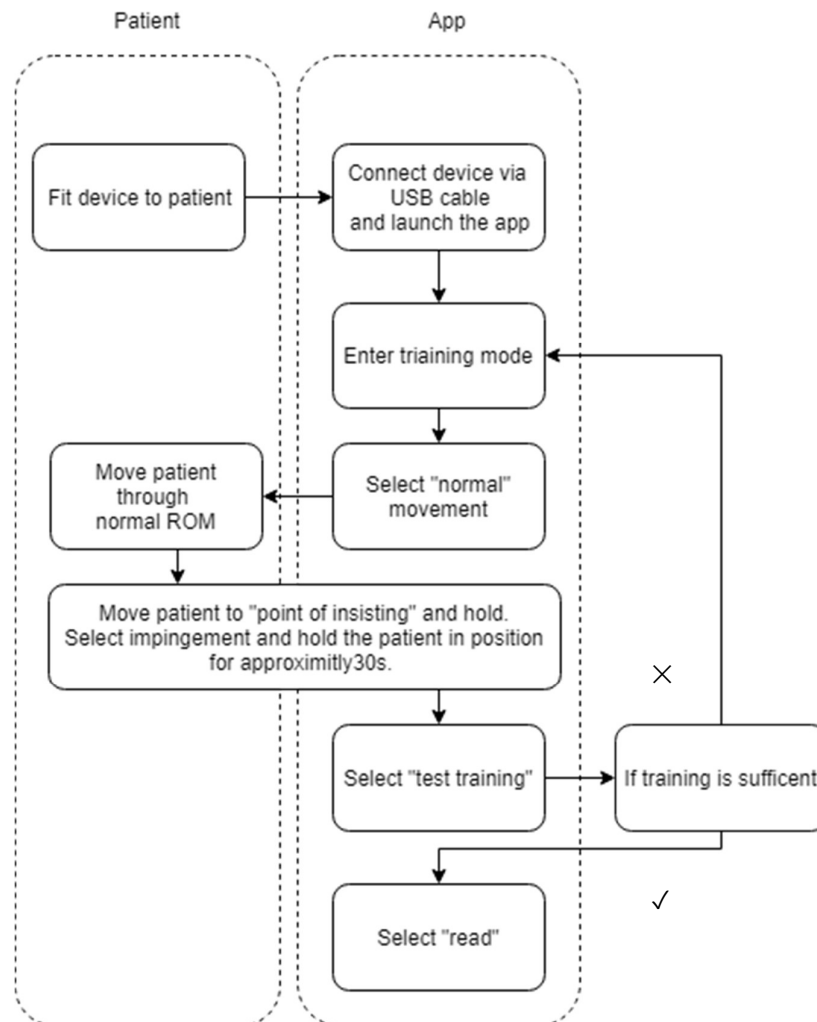 Patient
App
Fit device to patient
Connect device via
USB cable
and launch the app
Enter triaining mode
Select "normal"
movement
Move patient
through
normal ROM
Move patient to "point of insisting" and hold.
Select impingement and hold the patient in position
for approximitly30s.
Select "test training"
If training is sufficent
Select "read"